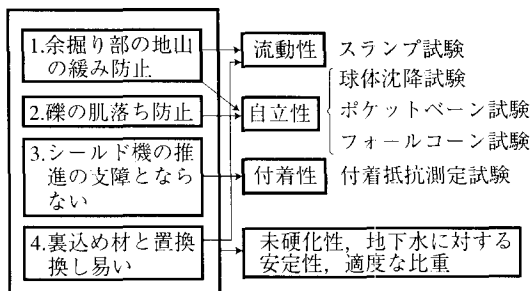 1.余掘り部の地山
の緩み防止
2.礫の肌落ち防止
3.シールド機の推
進の支障となら
ない
4.裏込め材と置換
換し易い
流動性 スランプ試験
球体沈降試験
自立性 ポケットベーン試験
フォールコーン試験
付着性 付着抵抗測定試験
未硬化性，地下水に対する
安定性，適度な比重